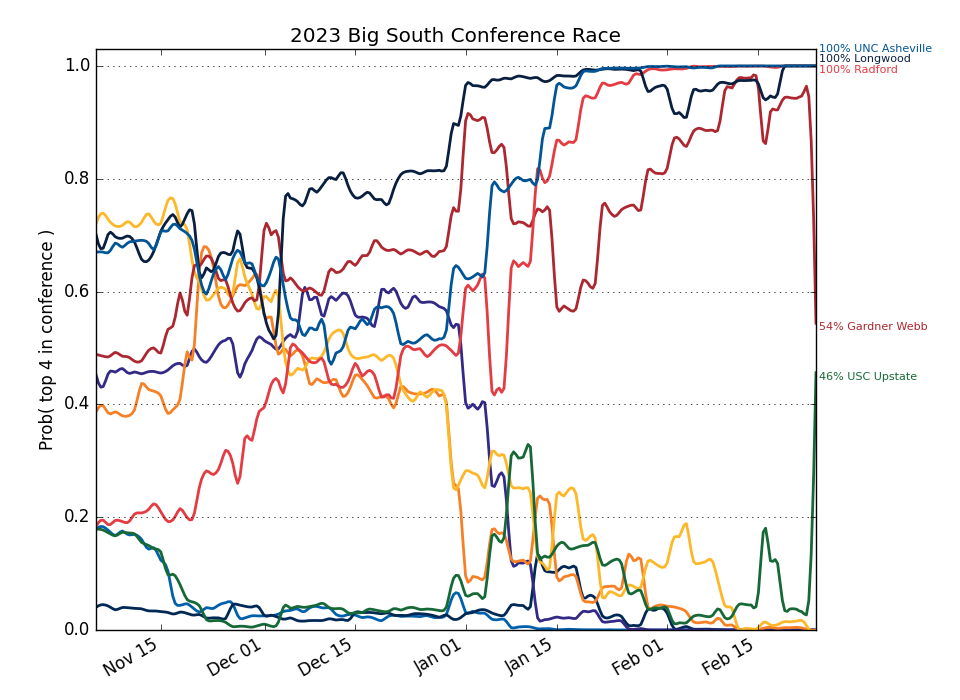 2023 Big South Conference Race
100% UNC Asheville
100% Longwood
100% Radford
54% Gardner Webb
46% USC Upstate
Prob( top 4 in conference )
1.0
0.8
0.6
0.4
0.2
0.0
Nov 15
Dec 01
Dec 15
Jan 01
Jan 15
Feb 01
Feb 15